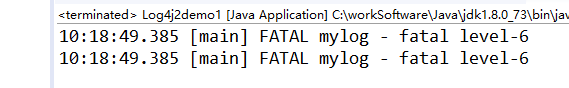 <terminated> Log4j2demo1 [Java Application] C:\workSoftware\Java\jdk1.8.0_73\bin\jav
10:18:49.385 [main] FATAL mylog - fatal level-6
10:18:49.385 [main] FATAL mylog - fatal level-6